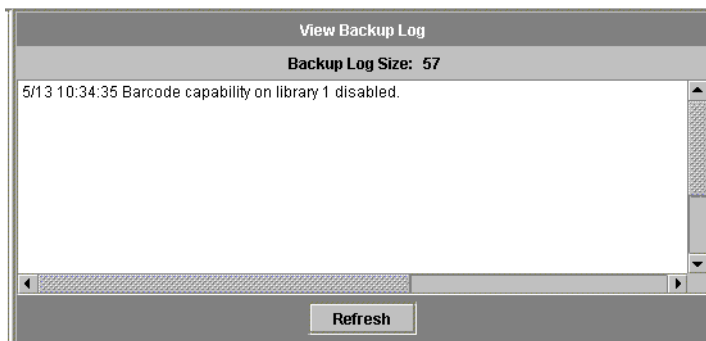 View Backup Log
Backup Log Size: 57
5/13 10:34:35 Barcode capability on library 1 disabled.
Refresh